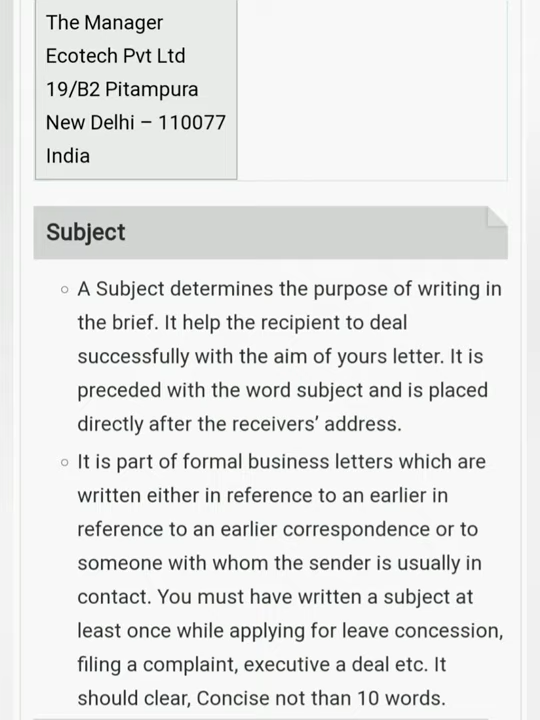 The Manager
Ecotech Pvt Ltd
19/B2 Pitampura
New Delhi – 110077
India
Subject
○ A Subject determines the purpose of writing in
the brief. It help the recipient to deal
successfully with the aim of yours letter. It is
preceded with the word subject and is placed
directly after the receivers’ address.
○ It is part of formal business letters which are
written either in reference to an earlier in
reference to an earlier correspondence or to
someone with whom the sender is usually in
contact. You must have written a subject at
least once while applying for leave concession,
filing a complaint, executive a deal etc. It
should clear, Concise not than 10 words.